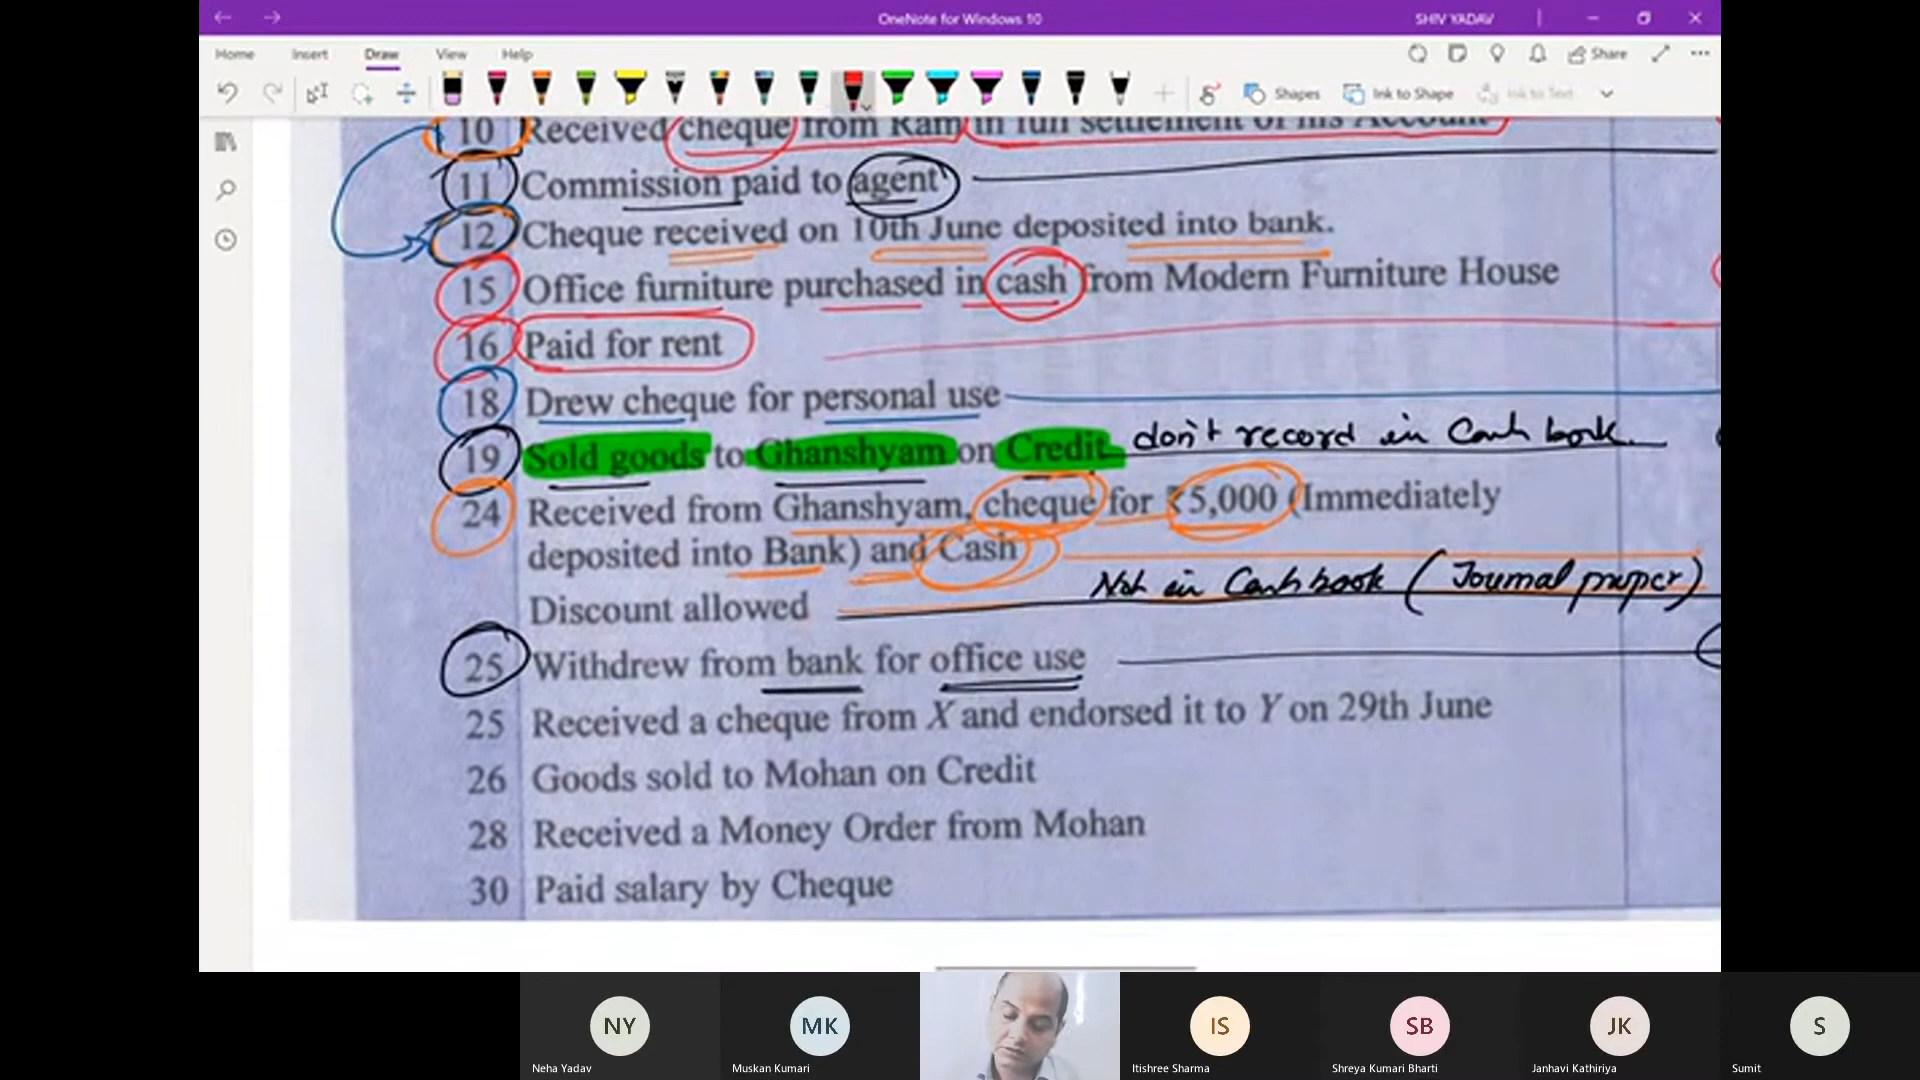 OneNote for Windows 10
SHIV YADAV
Home Insert Draw View Help
Share
Shapes Ink to Shape Ink to Text
10 Received cheque from Ram in full settlement of his Account
11 Commission paid to agent
12 Cheque received on 10th June deposited into bank.
15 Office furniture purchased in cash from Modern Furniture House
16 Paid for rent
18 Drew cheque for personal use
19 Sold goods to Ghanshyam on Credit don't record in Cash book.
24 Received from Ghanshyam, cheque for ₹5,000 (Immediately
deposited into Bank) and Cash
Not in Cash book (Journal proper)
Discount allowed
25 Withdrew from bank for office use
25 Received a cheque from X and endorsed it to Y on 29th June
26 Goods sold to Mohan on Credit
28 Received a Money Order from Mohan
30 Paid salary by Cheque
NY MK IS SB JK S
Neha Yadav Muskan Kumari Itishree Sharma Shreya Kumari Bharti Janhavi Kathiriya Sumit